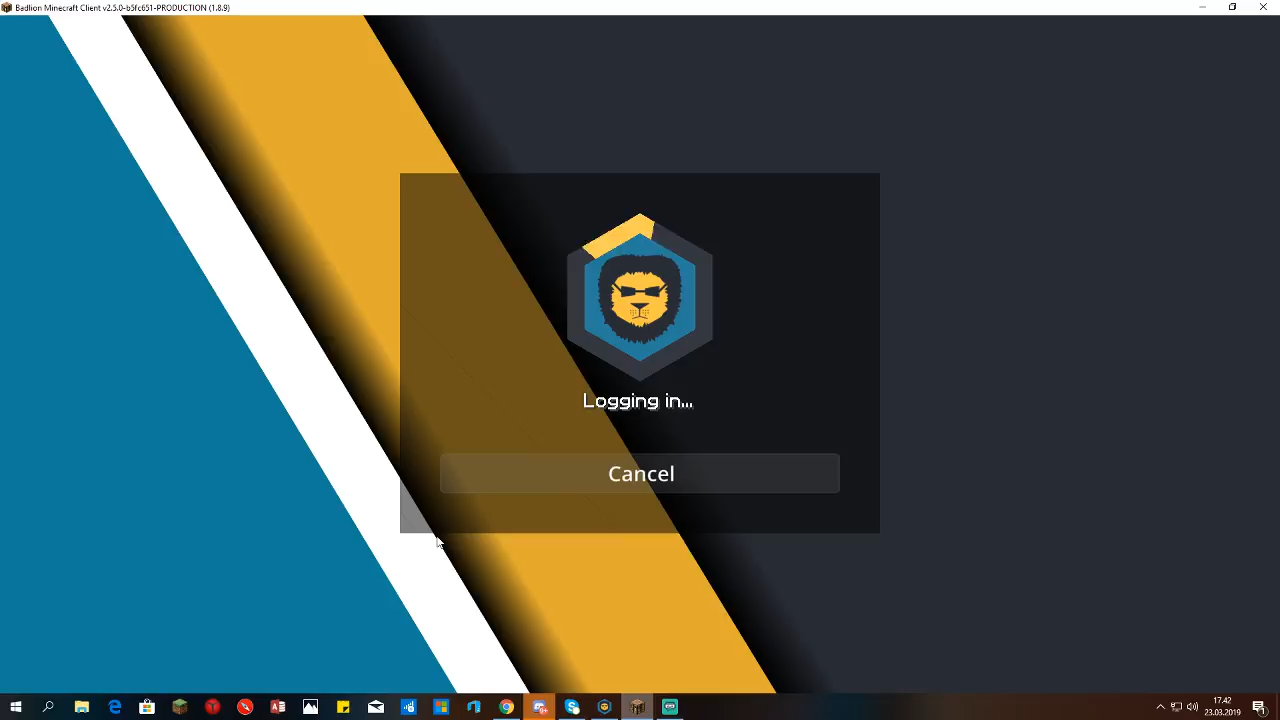 Badlion Minecraft Client v2.5.0-b5fc651-PRODUCTION (1.8.9)
Logging in...
Cancel
17.42
23.03.2019